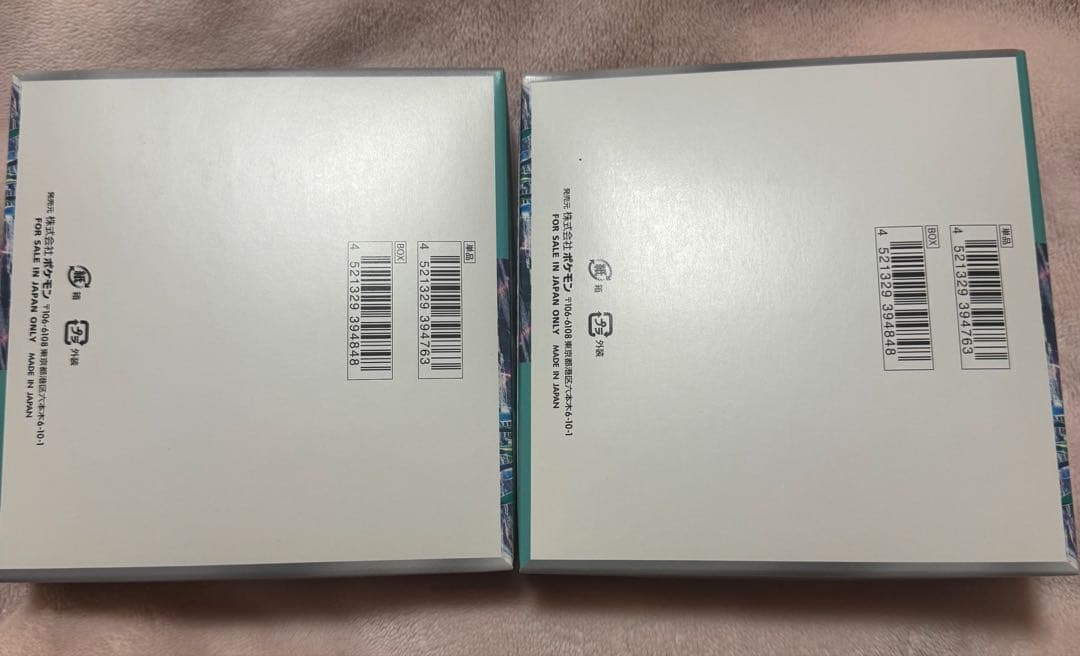 単品
4 521329 394763
BOX
4 521329 394848
紙 箱
プラ 外装
発売元 株式会社ポケモン 〒106-6108 東京都港区六本木6-10-1
FOR SALE IN JAPAN ONLY MADE IN JAPAN
単品
4 521329 394763
BOX
4 521329 394848
紙 箱
プラ 外装
発売元 株式会社ポケモン 〒106-6108 東京都港区六本木6-10-1
FOR SALE IN JAPAN ONLY MADE IN JAPAN